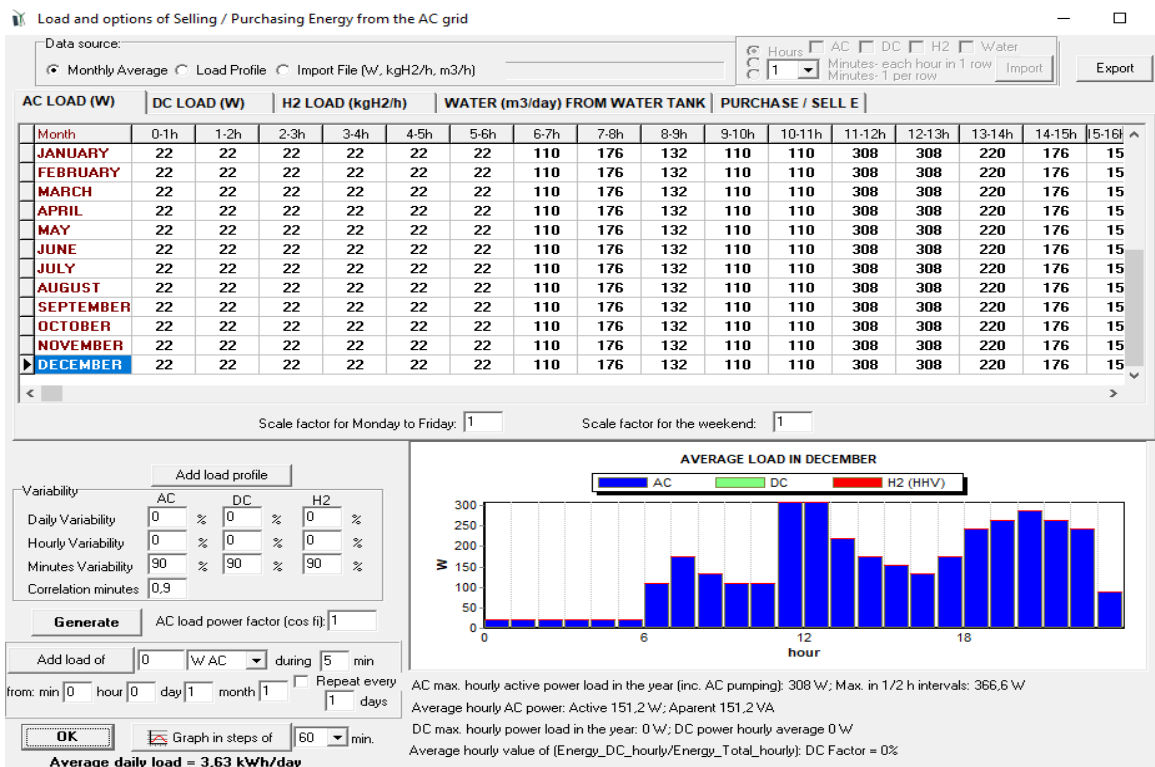 Load and options of Selling / Purchasing Energy from the AC grid
Data source:
Monthly Average Load Profile Import File (W, kgH2/h, m3/h)
Hours AC DC H2 Water
1 Minutes- each hour in 1 row
Minutes- 1 per row
Import Export
AC LOAD (W) DC LOAD (W) H2 LOAD (kgH2/h) WATER (m3/day) FROM WATER TANK PURCHASE / SELL E
Month 0-1h 1-2h 2-3h 3-4h 4-5h 5-6h 6-7h 7-8h 8-9h 9-10h 10-11h 11-12h 12-13h 13-14h 14-15h 15-16h
JANUARY 22 22 22 22 22 22 110 176 132 110 110 308 308 220 176 15
FEBRUARY 22 22 22 22 22 22 110 176 132 110 110 308 308 220 176 15
MARCH 22 22 22 22 22 22 110 176 132 110 110 308 308 220 176 15
APRIL 22 22 22 22 22 22 110 176 132 110 110 308 308 220 176 15
MAY 22 22 22 22 22 22 110 176 132 110 110 308 308 220 176 15
JUNE 22 22 22 22 22 22 110 176 132 110 110 308 308 220 176 15
JULY 22 22 22 22 22 22 110 176 132 110 110 308 308 220 176 15
AUGUST 22 22 22 22 22 22 110 176 132 110 110 308 308 220 176 15
SEPTEMBER 22 22 22 22 22 22 110 176 132 110 110 308 308 220 176 15
OCTOBER 22 22 22 22 22 22 110 176 132 110 110 308 308 220 176 15
NOVEMBER 22 22 22 22 22 22 110 176 132 110 110 308 308 220 176 15
DECEMBER 22 22 22 22 22 22 110 176 132 110 110 308 308 220 176 15
Scale factor for Monday to Friday: 1 Scale factor for the weekend: 1
Add load profile
Variability
AC DC H2
Daily Variability 0 % 0 % 0 %
Hourly Variability 0 % 0 % 0 %
Minutes Variability 90 % 90 % 90 %
Correlation minutes 0,9
Generate AC load power factor (cos fi): 1
Add load of 0 W AC during 5 min
from: min 0 hour 0 day 1 month 1 Repeat every
1 days
OK Graph in steps of 60 min.
Average daily load = 3,63 kWh/day
AVERAGE LOAD IN DECEMBER
AC DC H2 (HHV)
300
250
200
150
100
50
0
W
0 6 12 18
hour
AC max. hourly active power load in the year (inc. AC pumping): 308 W; Max. in 1/2 h intervals: 366,6 W
Average hourly AC power: Active 151,2 W; Aparent 151,2 VA
DC max. hourly power load in the year: 0 W; DC power hourly average 0 W
Average hourly value of (Energy_DC_hourly/Energy_Total_hourly): DC Factor = 0%